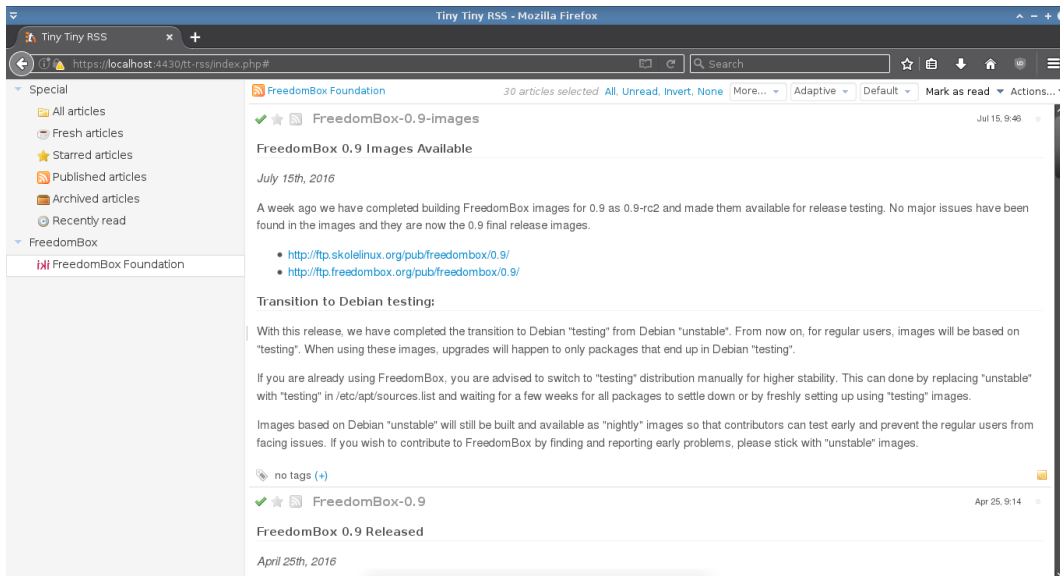 Tiny Tiny RSS - Mozilla Firefox
Tiny Tiny RSS
https://localhost:4430/tt-rss/index.php#
Search
Special
All articles
Fresh articles
Starred articles
Published articles
Archived articles
Recently read
FreedomBox
FreedomBox Foundation
FreedomBox Foundation
30 articles selected All, Unread, Invert, None More... Adaptive Default Mark as read Actions...
FreedomBox-0.9-images Jul 15, 9:46
FreedomBox 0.9 Images Available
July 15th, 2016
A week ago we have completed building FreedomBox images for 0.9 as 0.9-rc2 and made them available for release testing. No major issues have been
found in the images and they are now the 0.9 final release images.
http://ftp.skolelinux.org/pub/freedombox/0.9/
http://ftp.freedombox.org/pub/freedombox/0.9/
Transition to Debian testing:
With this release, we have completed the transition to Debian "testing" from Debian "unstable". From now on, for regular users, images will be based on
"testing". When using these images, upgrades will happen to only packages that end up in Debian "testing".
If you are already using FreedomBox, you are advised to switch to "testing" distribution manually for higher stability. This can done by replacing "unstable"
with "testing" in /etc/apt/sources.list and waiting for a few weeks for all packages to settle down or by freshly setting up using "testing" images.
Images based on Debian "unstable" will still be built and available as "nightly" images so that contributors can test early and prevent the regular users from
facing issues. If you wish to contribute to FreedomBox by finding and reporting early problems, please stick with "unstable" images.
no tags (+)
FreedomBox-0.9 Apr 25, 9:14
FreedomBox 0.9 Released
April 25th, 2016